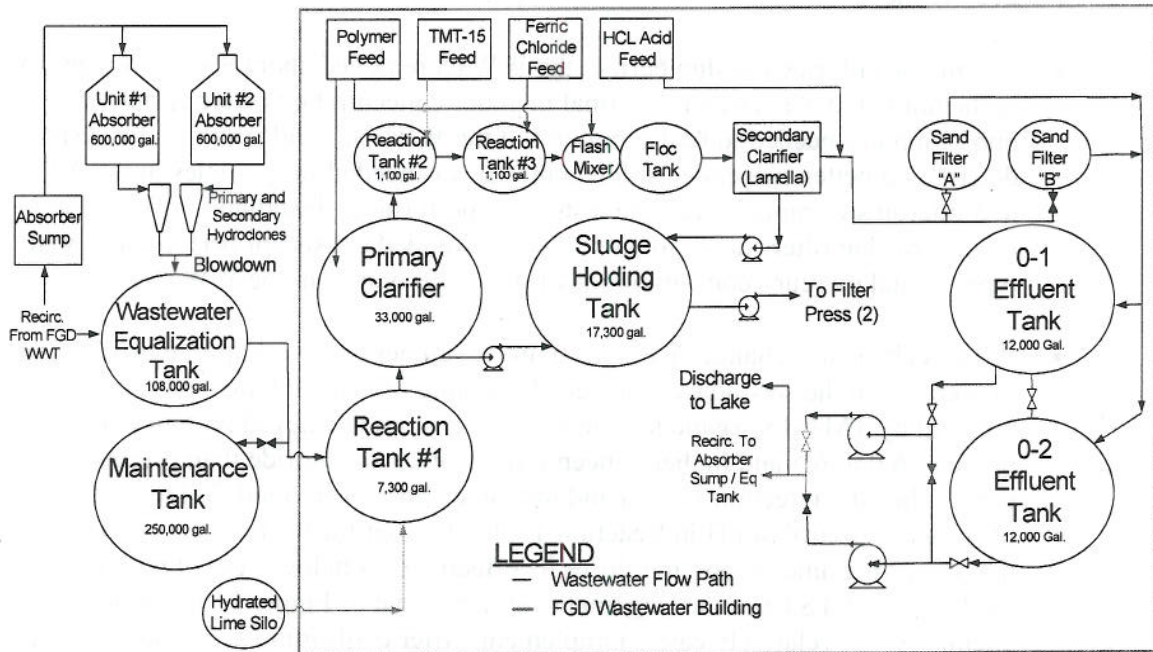 Polymer
Feed
TMT-15
Feed
Ferric
Chloride
Feed
HCL Acid
Feed
Unit #1
Absorber
600,000 gal.
Unit #2
Absorber
600,000 gal.
Reaction
Tank #2
1,100 gal.
Reaction
Tank #3
1,100 gal.
Flash
Mixer
Floc
Tank
Secondary
Clarifier
(Lamella)
Sand
Filter
"A"
Sand
Filter
"B"
Absorber
Sump
Primary and
Secondary
Hydroclones
Blowdown
Primary
Clarifier
33,000 gal.
Sludge
Holding
Tank
17,300 gal.
To Filter
Press (2)
0-1
Effluent
Tank
12,000 Gal.
Recirc.
From FGD
WWT
Wastewater
Equalization
Tank
108,000 gal.
Discharge
to Lake
Maintenance
Tank
250,000 gal.
Reaction
Tank #1
7,300 gal.
Recirc. To
Absorber
Sump / Eq
Tank
0-2
Effluent
Tank
12,000 Gal.
Hydrated
Lime Silo
LEGEND
Wastewater Flow Path
FGD Wastewater Building